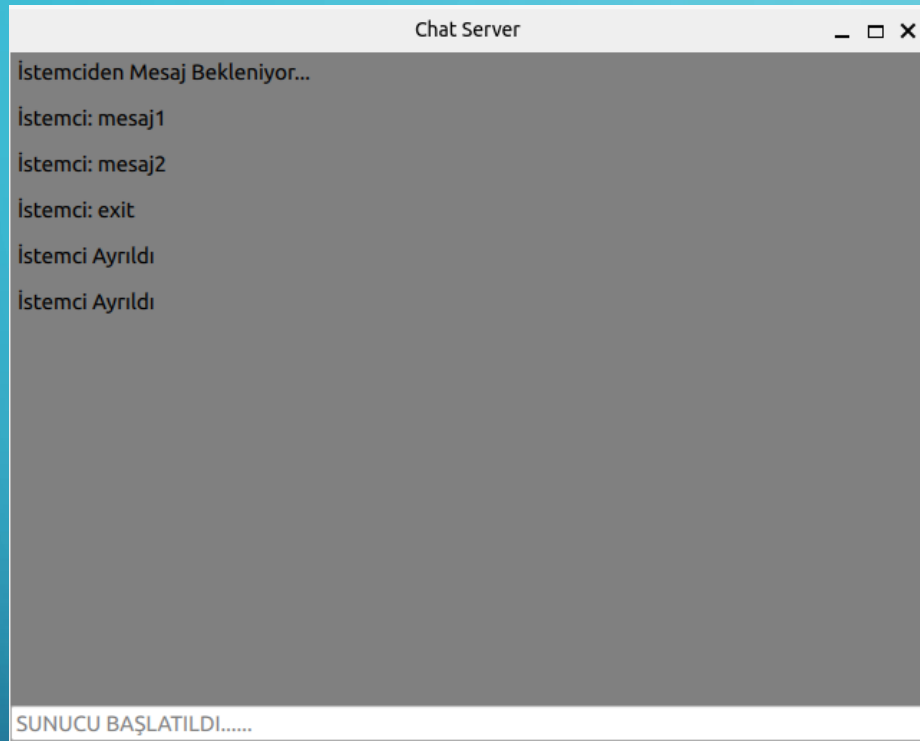 Chat Server
İstemciden Mesaj Bekleniyor...
İstemci: mesaj1
İstemci: mesaj2
İstemci: exit
İstemci Ayrıldı
İstemci Ayrıldı
SUNUCU BAŞLATILDI......